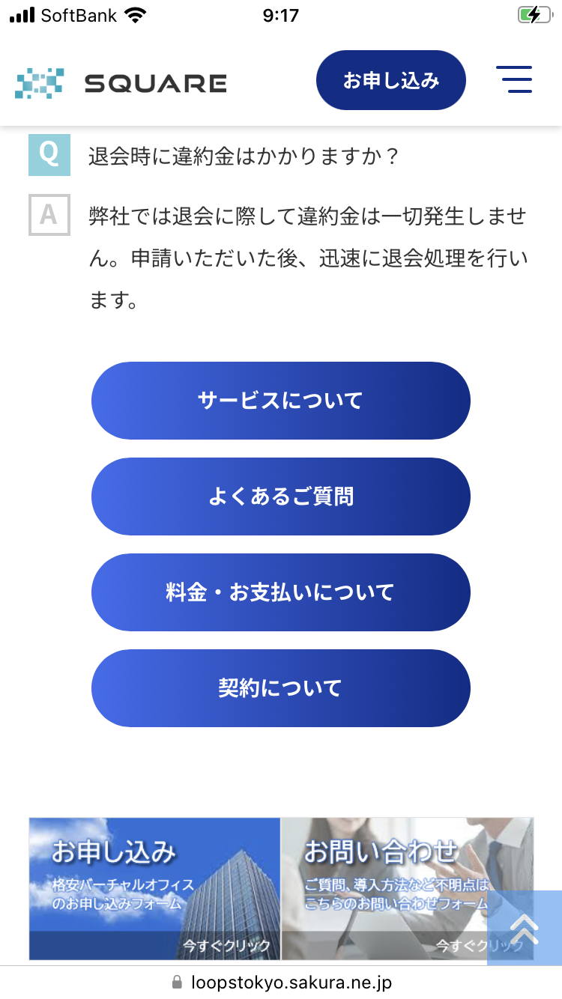 SoftBank 9:17
SQUARE お申し込み
Q 退会時に違約金はかかりますか？
A 弊社では退会に際して違約金は一切発生しませ
ん。申請いただいた後、迅速に退会処理を行い
ます。
サービスについて
よくあるご質問
料金・お支払いについて
契約について
お申し込み
格安バーチャルオフィス
のお申し込みフォーム
今すぐクリック
お問い合わせ
ご質問、導入方法など不明点は
こちらのお問い合わせフォーム
今すぐクリック
loopstokyo.sakura.ne.jp